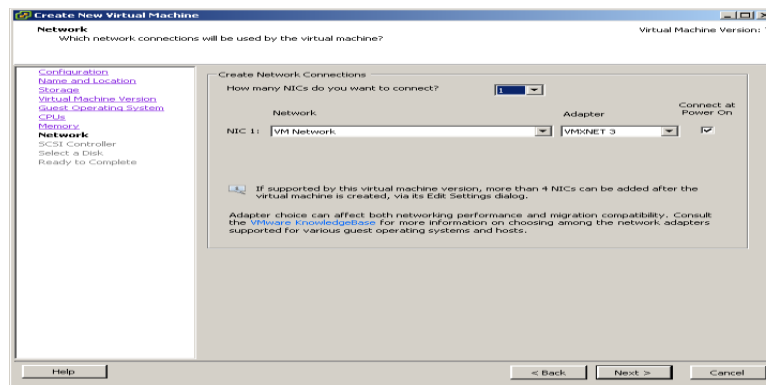 Create New Virtual Machine
Network
Which network connections will be used by the virtual machine?
Virtual Machine Version:
Configuration
Name and Location
Storage
Virtual Machine Version
Guest Operating System
CPUs
Memory
Network
SCSI Controller
Select a Disk
Ready to Complete
Create Network Connections
How many NICs do you want to connect?
1
Network
Adapter
Connect at
Power On
NIC 1:
VM Network
VMXNET 3
If supported by this virtual machine version, more than 4 NICs can be added after the
virtual machine is created, via its Edit Settings dialog.
Adapter choice can affect both networking performance and migration compatibility. Consult
the VMware KnowledgeBase for more information on choosing among the network adapters
supported for various guest operating systems and hosts.
Help
< Back
Next >
Cancel